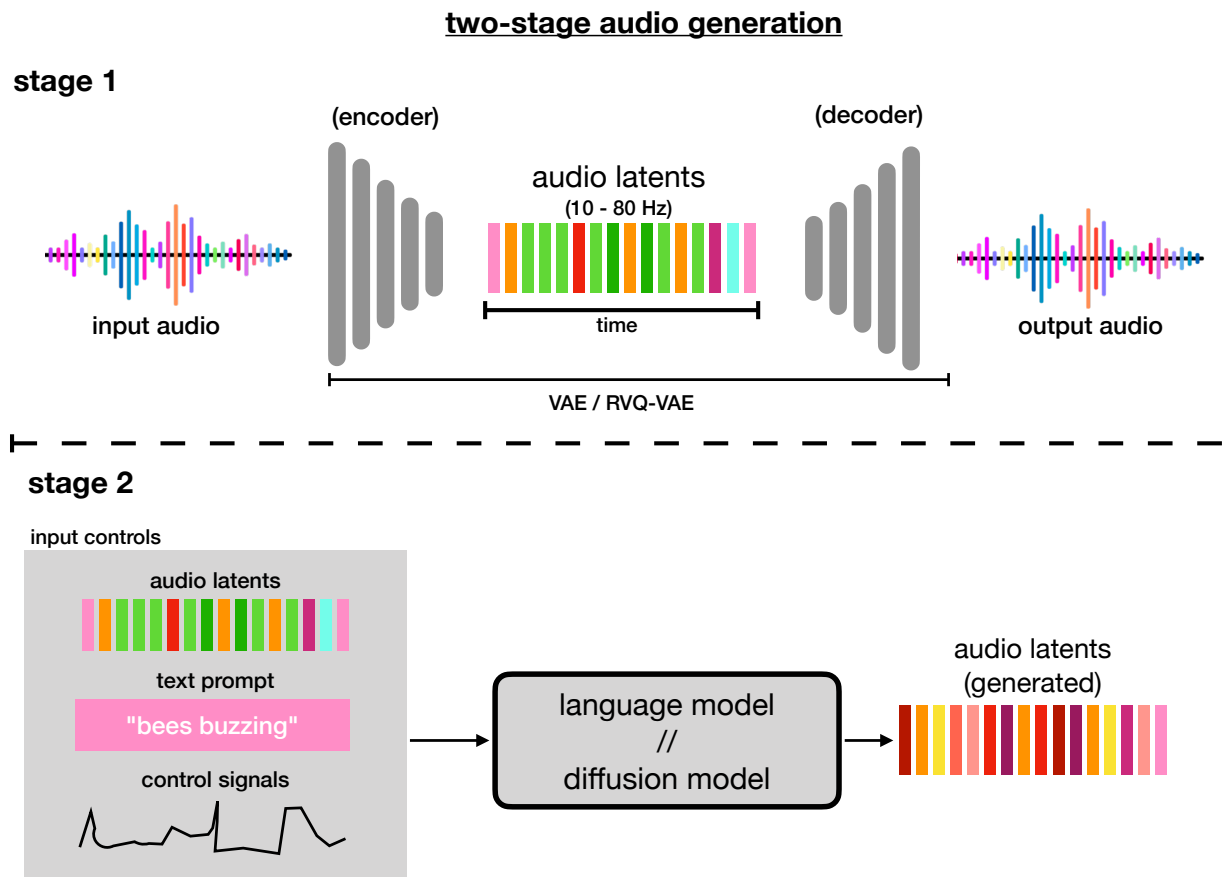 two-stage audio generation
stage 1
(encoder)
(decoder)
audio latents
(10 - 80 Hz)
input audio
time
output audio
VAE / RVQ-VAE
stage 2
input controls
audio latents
text prompt
"bees buzzing"
control signals
language model
//
diffusion model
audio latents
(generated)